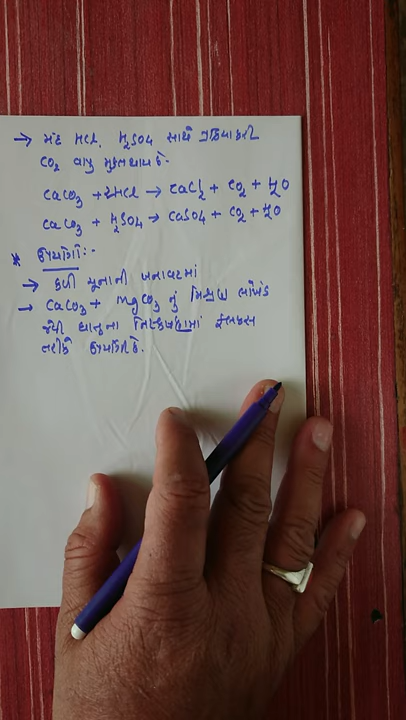 → મંદ HCl, H₂SO₄ સાથે પ્રક્રિયા કરી
CO₂ વાયુ મુક્ત થાય છે.
CaCO₃ + 2HCl → CaCl₂ + CO₂ + H₂O
CaCO₃ + H₂SO₄ → CaSO₄ + CO₂ + H₂O
* ઉપયોગો:-
→ કળી ચૂનાની બનાવટમાં
→ CaCO₃ + MgCO₃ નું મિશ્રણ લોખંડ
જેવી ધાતુના નિષ્કર્ષણમાં ફ્લક્સ
તરીકે ઉપયોગી છે.